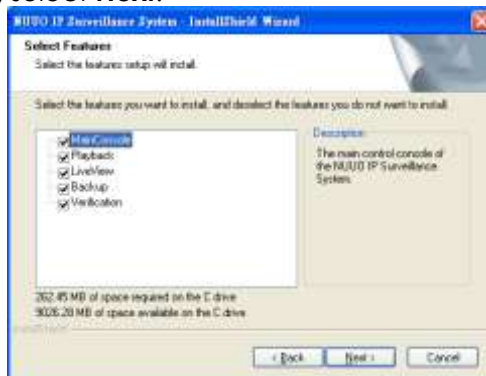 NUUO IP Surveillance System - InstallShield Wizard
Select Features
Select the features setup will install.
Select the features you want to install, and deselect the features you do not want to install.
MainConsole
Playback
LiveView
Backup
Verification
Description
The main control console of
the NUUO IP Surveillance
System.
262.45 MB of space required on the C drive
9026.28 MB of space available on the C drive
InstallShield
< Back
Next >
Cancel